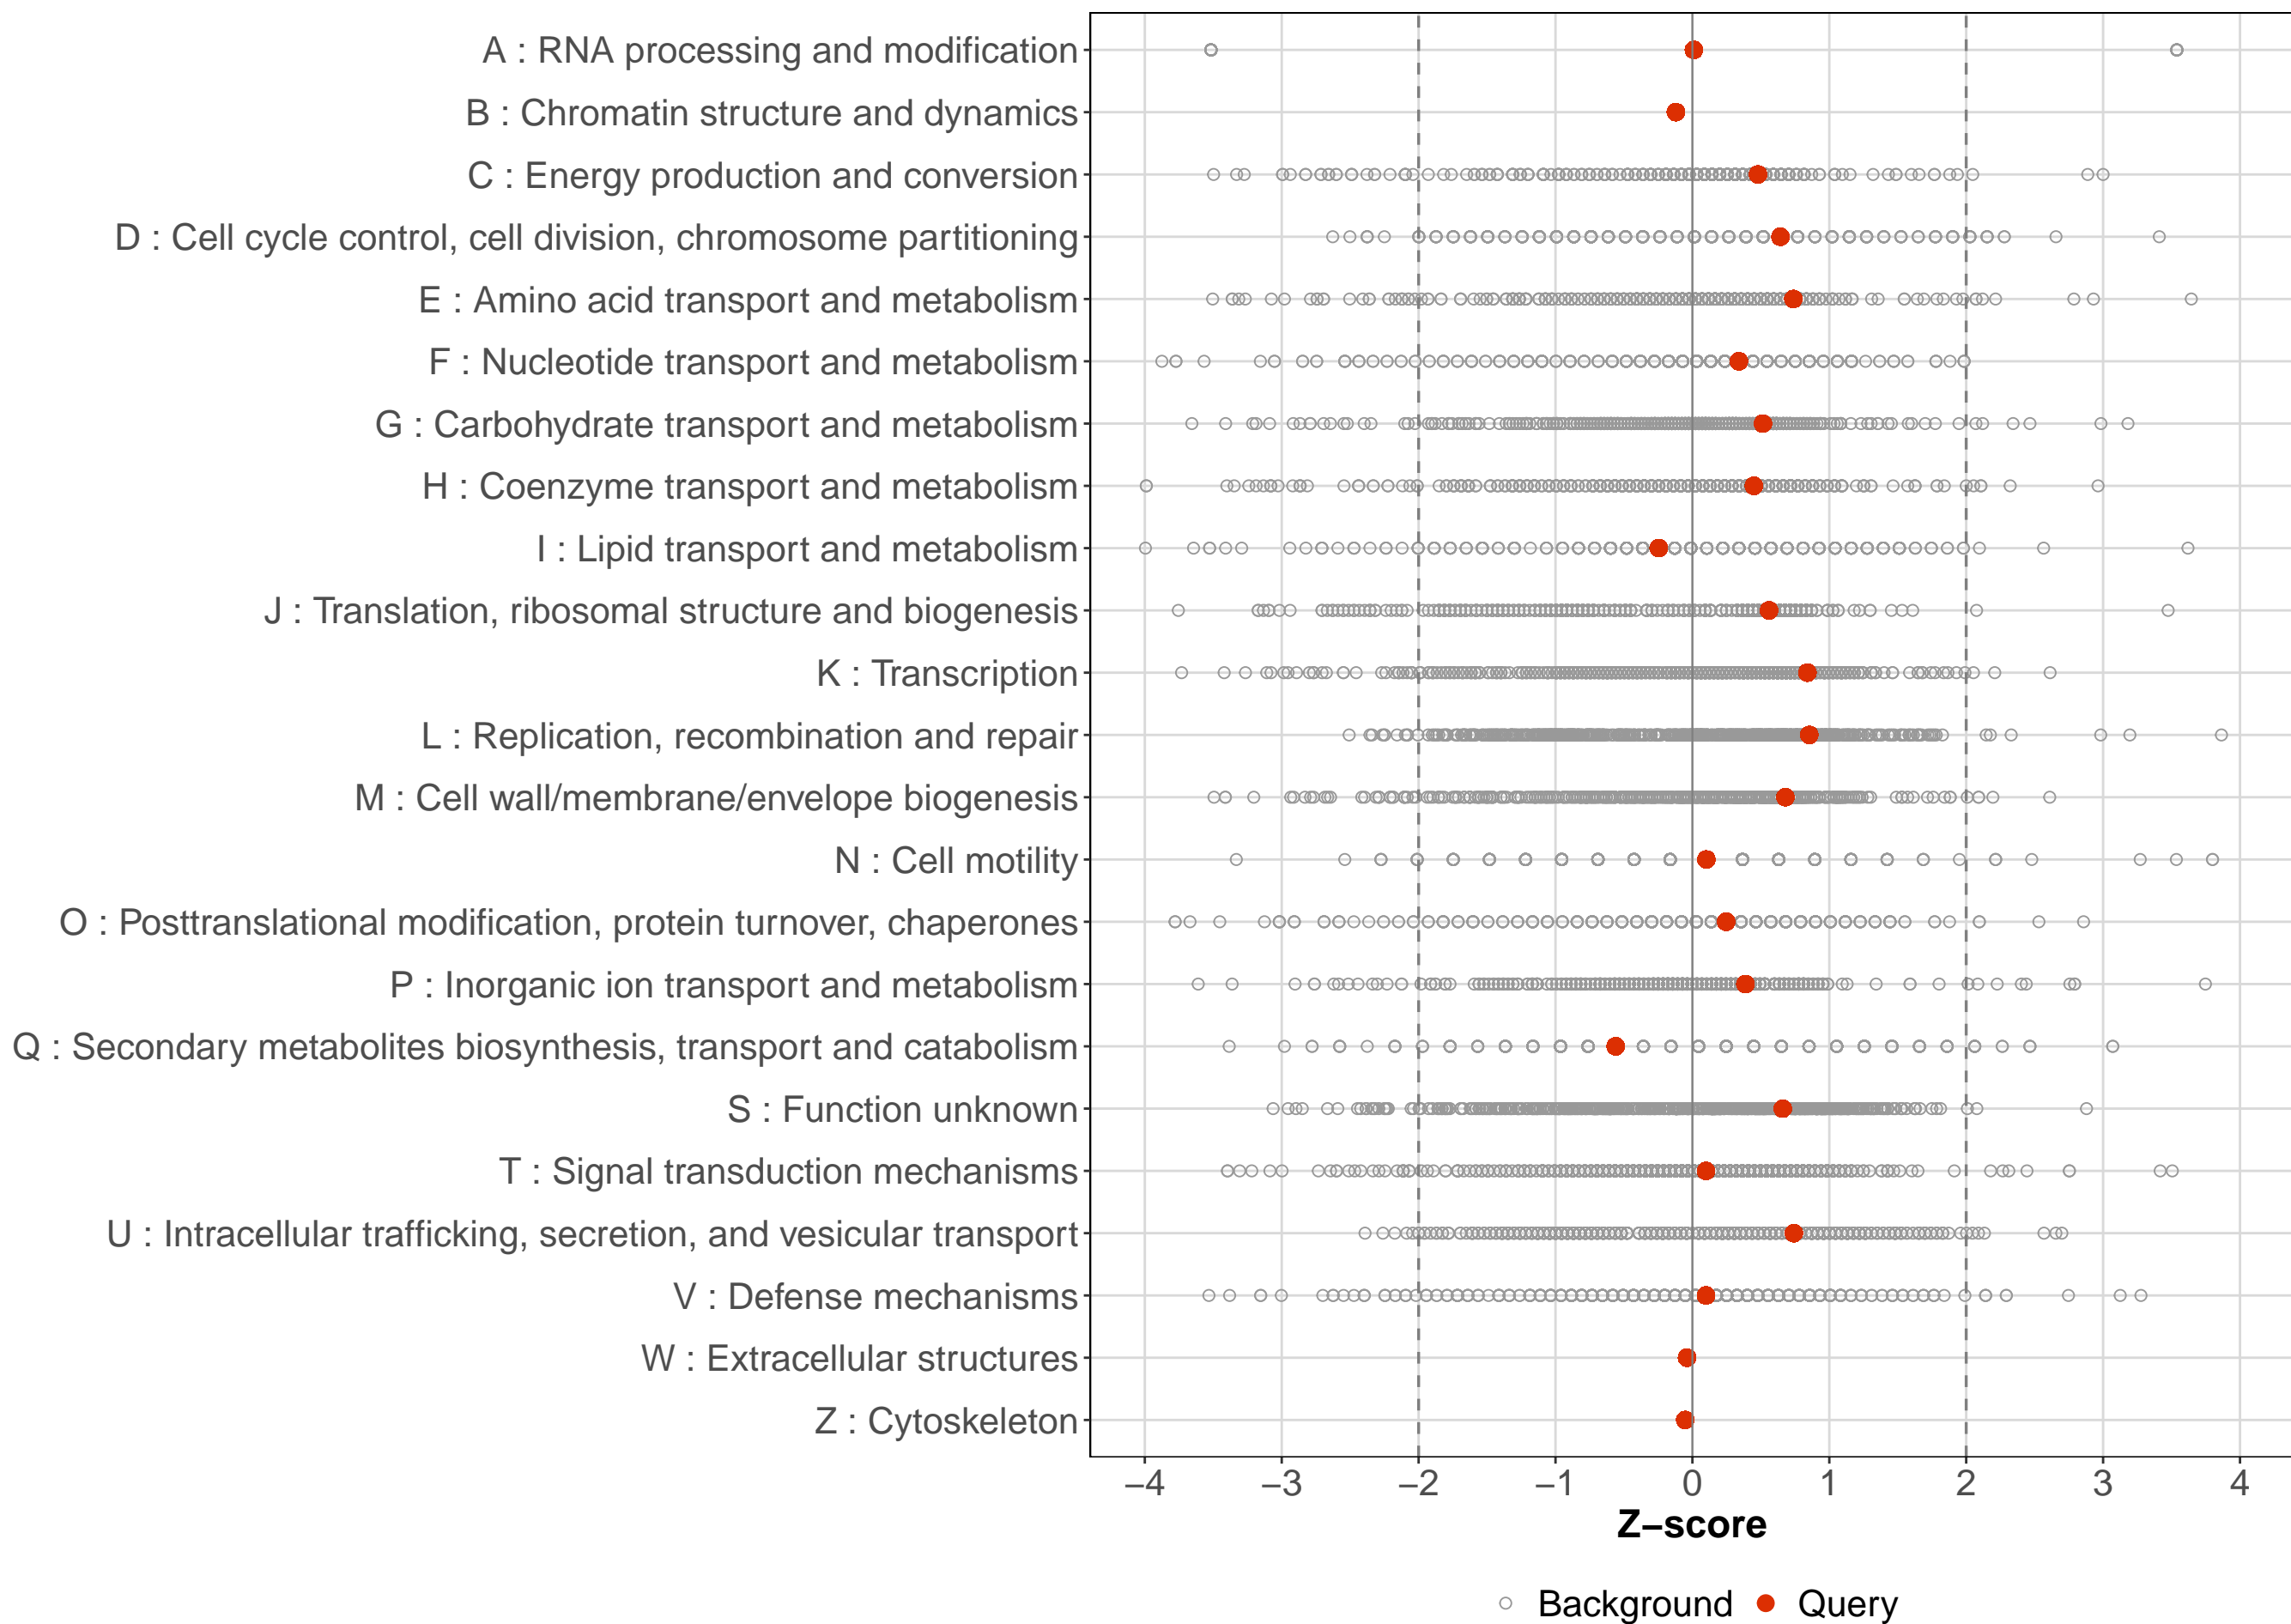 A : RNA processing and modification
B : Chromatin structure and dynamics
C : Energy production and conversion
D : Cell cycle control, cell division, chromosome partitioning
E : Amino acid transport and metabolism
F : Nucleotide transport and metabolism
G : Carbohydrate transport and metabolism
H : Coenzyme transport and metabolism
I : Lipid transport and metabolism
J : Translation, ribosomal structure and biogenesis
K : Transcription
L : Replication, recombination and repair
M : Cell wall/membrane/envelope biogenesis
N : Cell motility
O : Posttranslational modification, protein turnover, chaperones
P : Inorganic ion transport and metabolism
Q : Secondary metabolites biosynthesis, transport and catabolism
S : Function unknown
T : Signal transduction mechanisms
U : Intracellular trafficking, secretion, and vesicular transport
V : Defense mechanisms
W : Extracellular structures
Z : Cytoskeleton
−4 −3 −2 −1 0 1 2 3 4
Z−score
Background Query